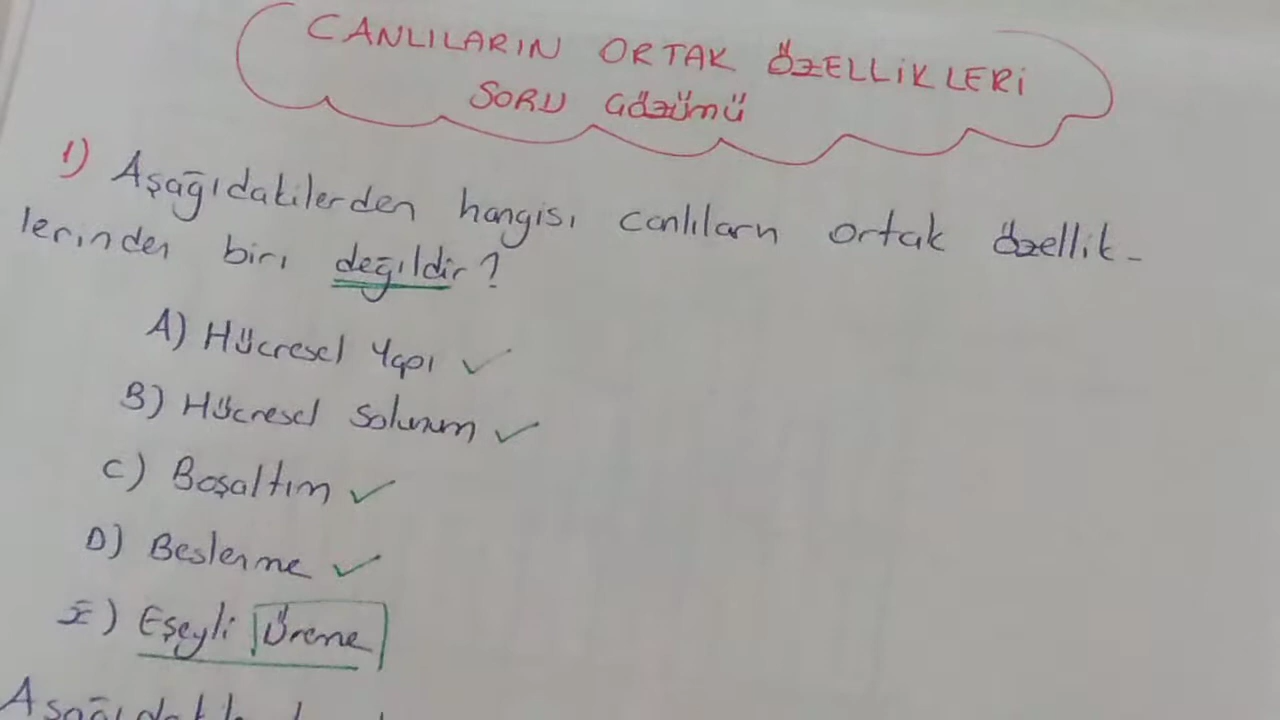 CANLILARIN ORTAK ÖZELLİKLERİ
SORU ÇÖZÜMÜ
1) Aşağıdakilerden hangisi canlıların ortak özellik-
lerinden biri değildir?
A) Hücresel Yapı
B) Hücresel Solunum
C) Boşaltım
D) Beslenme
E) Eşeyli Üreme